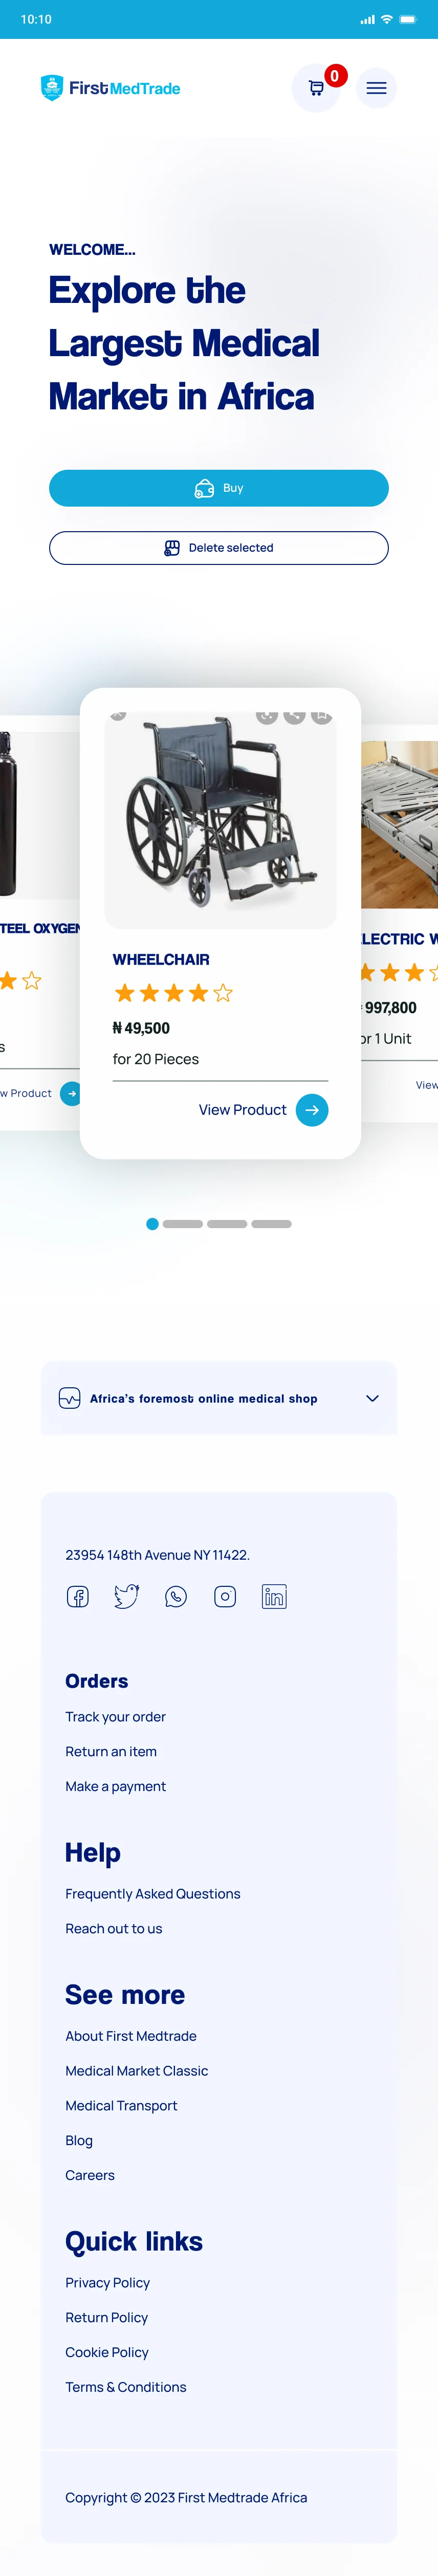 10:10
FirstMedTrade
0
WELCOME...
Explore the
Largest Medical
Market in Africa
Buy
Delete selected
TEEL OXYGEN
s
w Product
WHEELCHAIR
₦ 49,500
for 20 Pieces
View Product
LECTRIC W
997,800
or 1 Unit
View
Africa's foremost online medical shop
23954 148th Avenue NY 11422.
Orders
Track your order
Return an item
Make a payment
Help
Frequently Asked Questions
Reach out to us
See more
About First Medtrade
Medical Market Classic
Medical Transport
Blog
Careers
Quick links
Privacy Policy
Return Policy
Cookie Policy
Terms & Conditions
Copyright © 2023 First Medtrade Africa